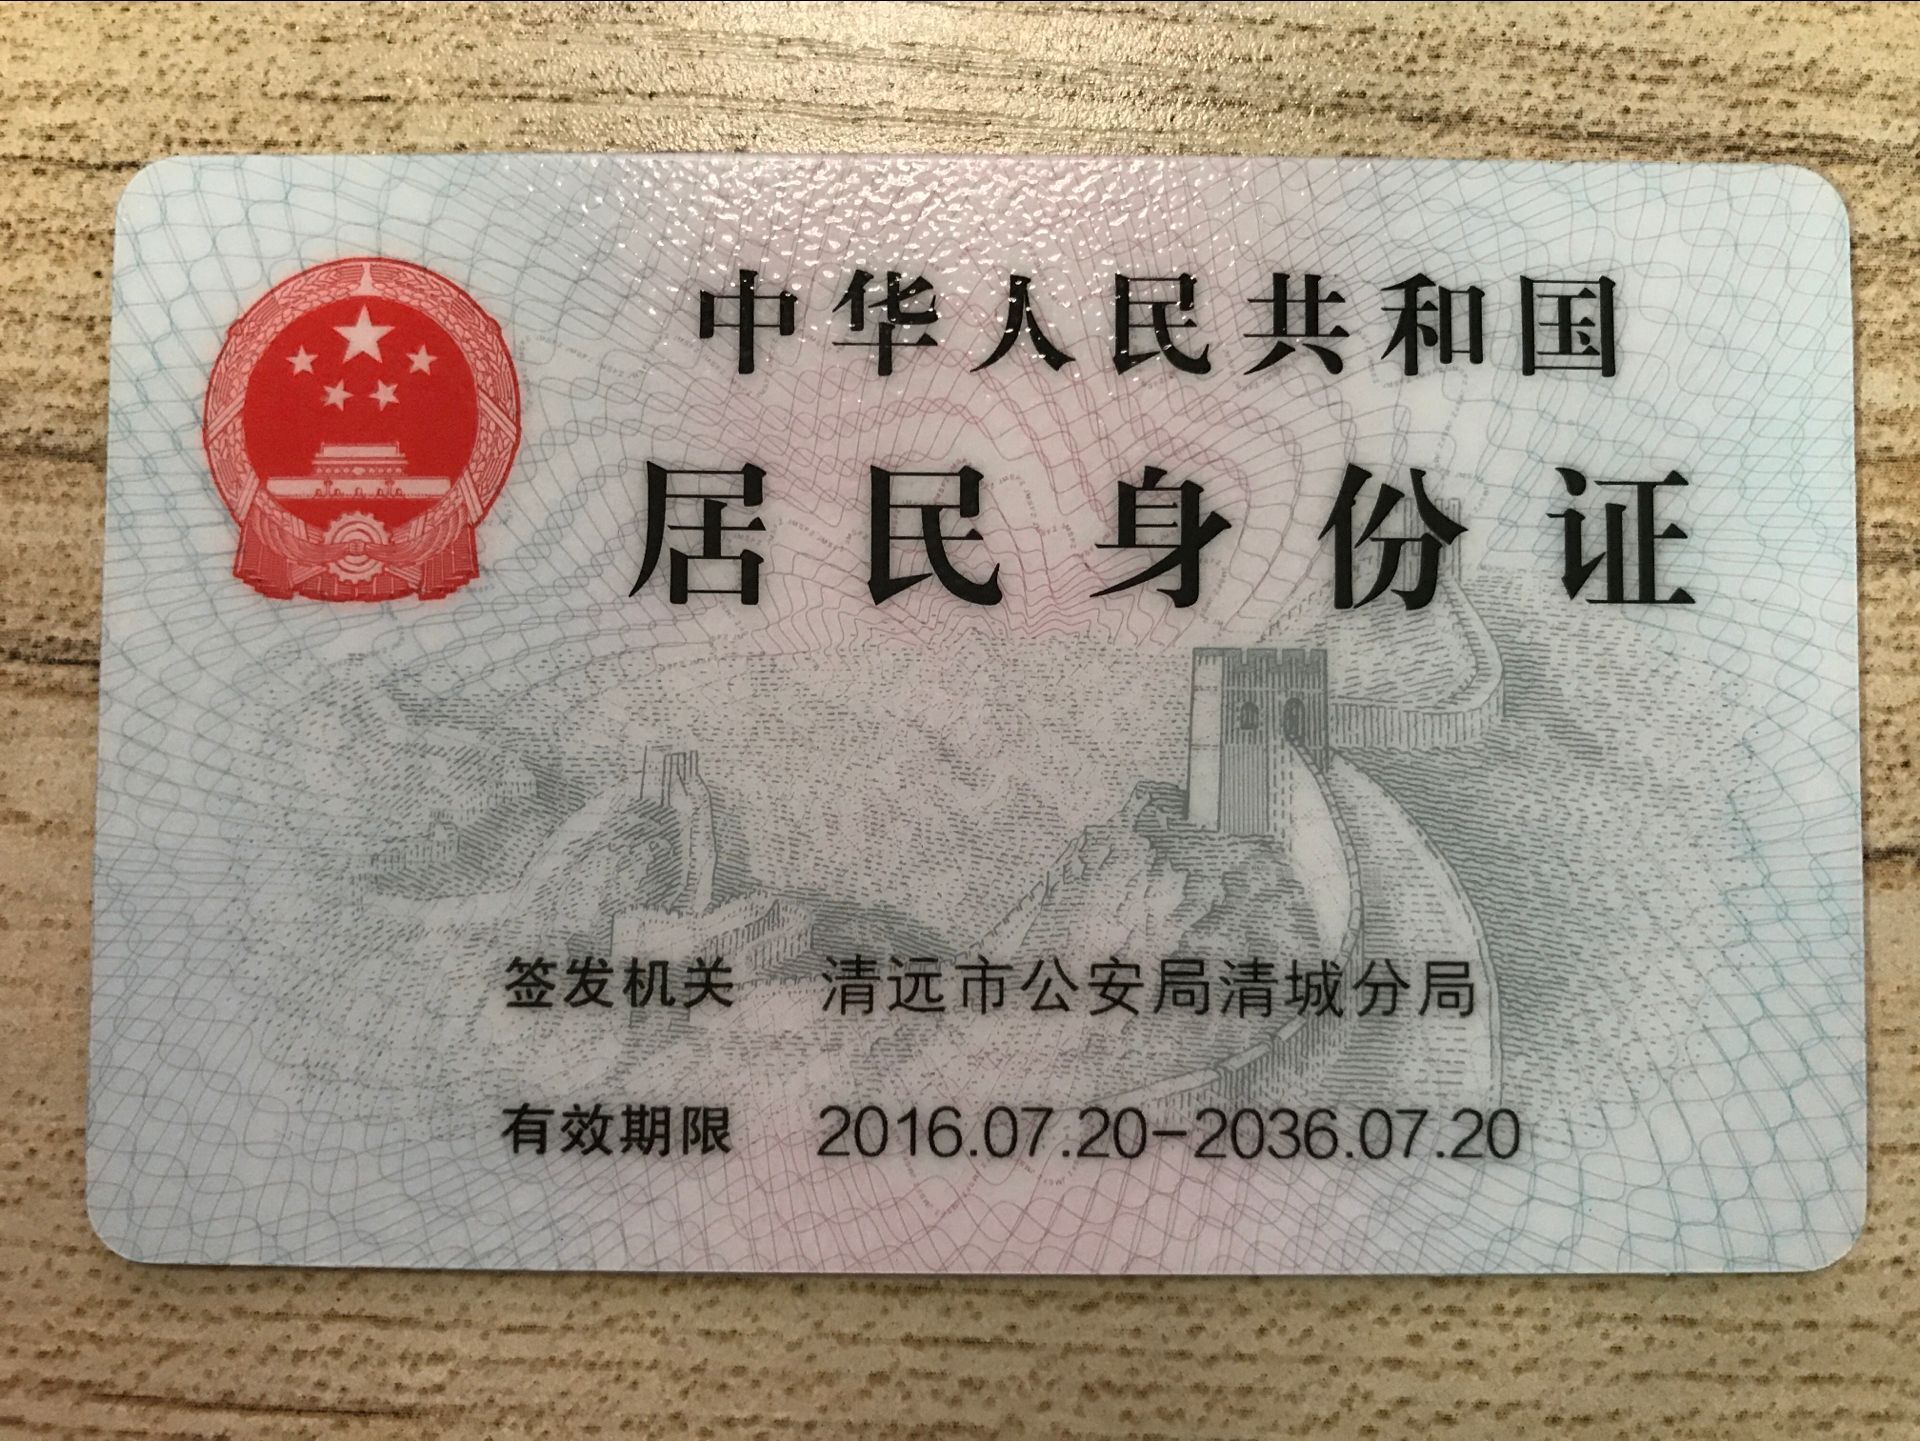 中华人民共和国
居民身份证
签发机关 清远市公安局清城分局
有效期限 2016.07.20-2036.07.20